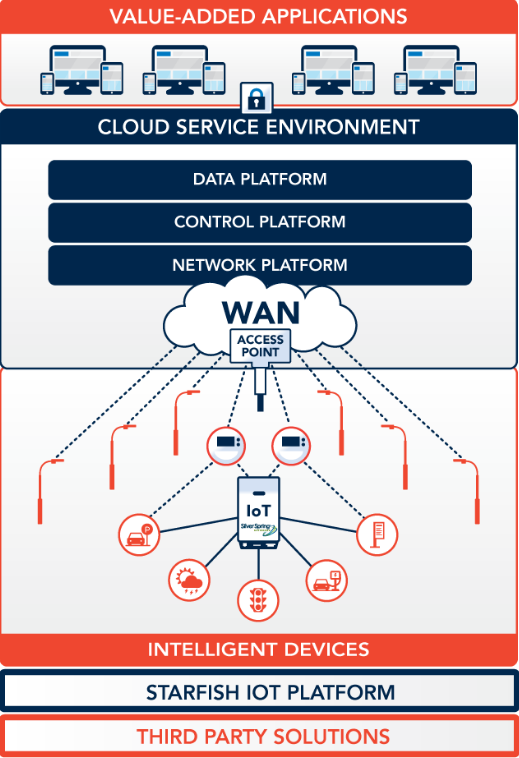 VALUE-ADDED APPLICATIONS
CLOUD SERVICE ENVIRONMENT
DATA PLATFORM
CONTROL PLATFORM
NETWORK PLATFORM
WAN
ACCESS
POINT
P
IoT
Silver Spring
INTELLIGENT DEVICES
STARFISH IOT PLATFORM
THIRD PARTY SOLUTIONS